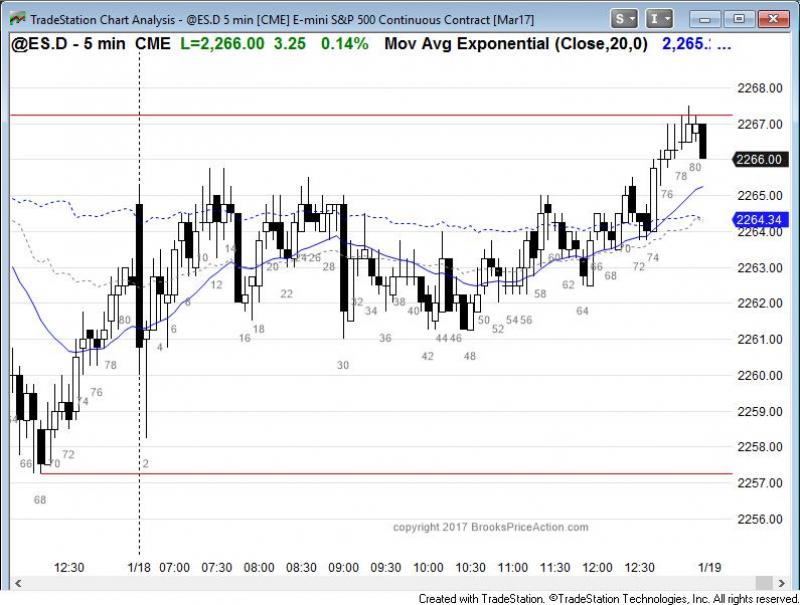 TradeStation Chart Analysis - @ES.D 5 min [CME] E-mini S&P 500 Continuous Contract [Mar17]
S I
@ES.D - 5 min CME L=2,266.00 3.25 0.14% Mov Avg Exponential (Close,20,0) 2,265.: ...
2268.00
2267.00
2266.00
2265.00
2264.34
2264.00
2263.00
2262.00
2261.00
2260.00
2259.00
2258.00
2257.00
2256.00
66 68 70 72 74 76 78 80
2 4 6 8 10 12 14 16 18 20 22 24 26 28 30 32 34 36 38 40 42 44 46 48 50 52 54 56 58 60 62 64 66 68 70 72 74 76 78 80
copyright 2017 BrooksPriceAction.com
12:30 1/18 07:00 07:30 08:00 08:30 09:00 09:30 10:00 10:30 11:00 11:30 12:00 12:30 1/19
Created with TradeStation. ©TradeStation Technologies, Inc. All rights reserved.